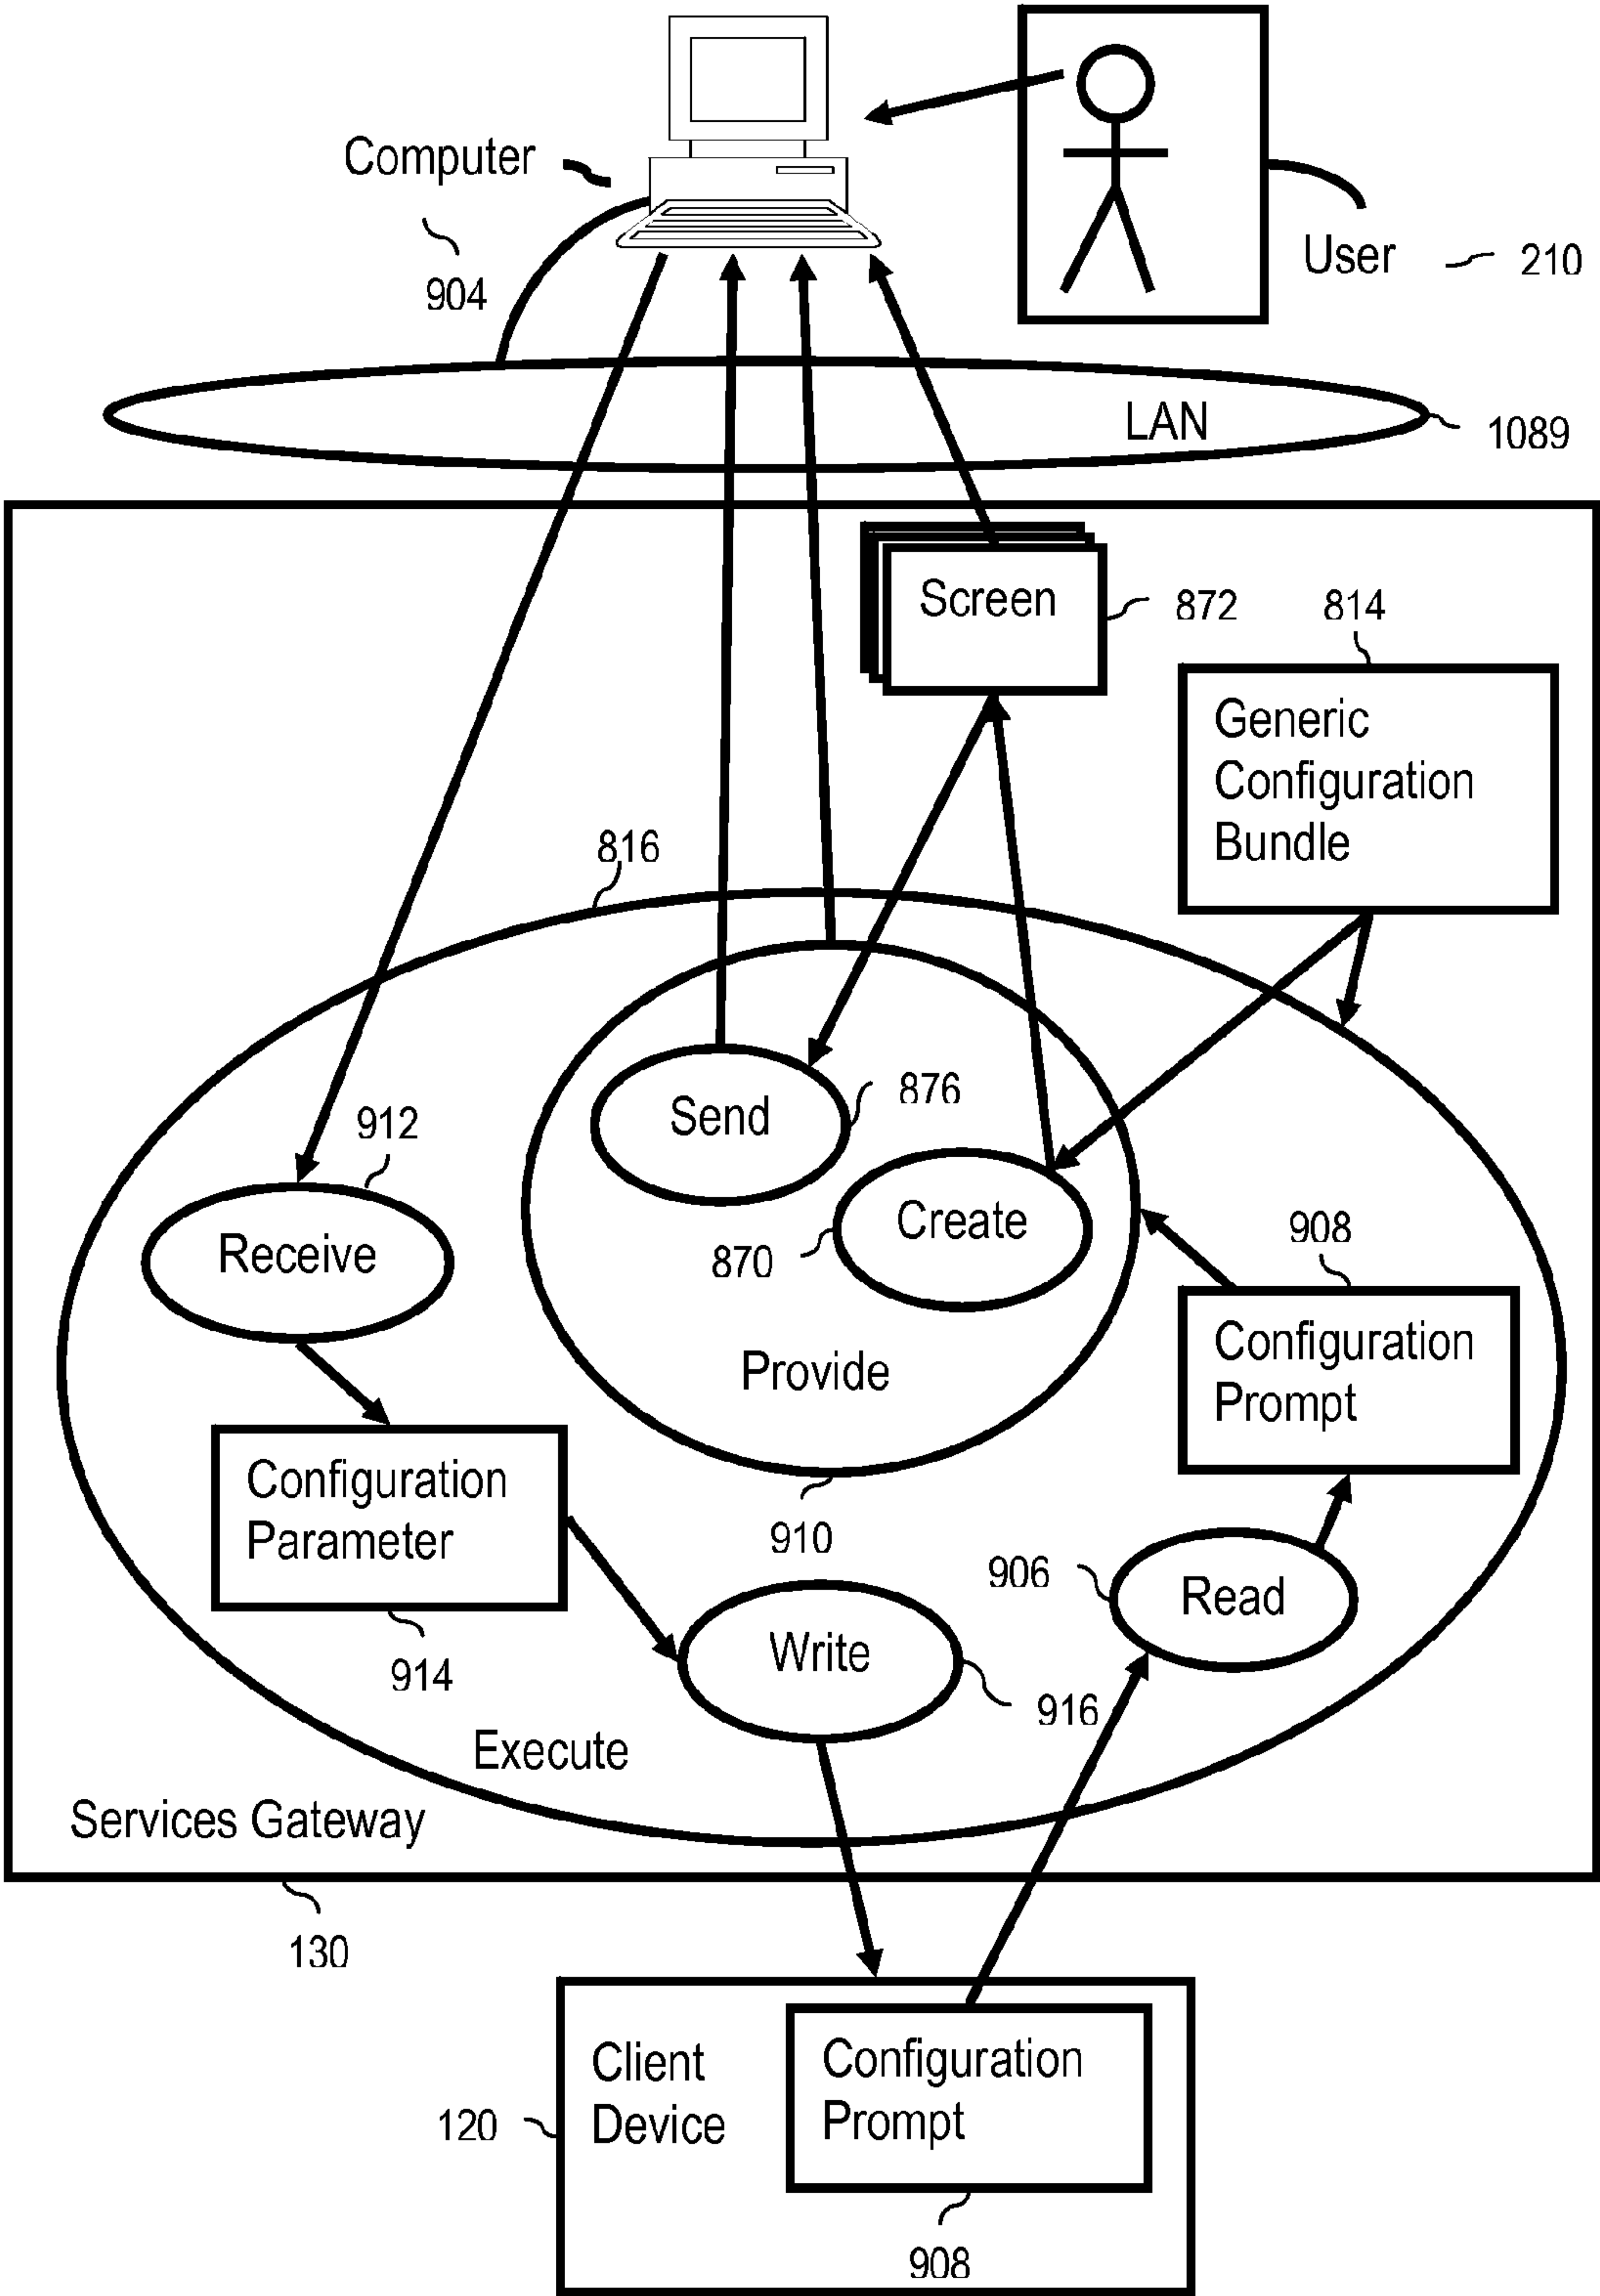 Computer
904
User
210
LAN
1089
Screen
872
814
Generic
Configuration
Bundle
816
Send
876
912
Receive
Create
870
908
Configuration
Prompt
Provide
Configuration
Parameter
910
906
Read
914
Write
916
Execute
Services Gateway
130
Client
Device
Configuration
Prompt
120
908